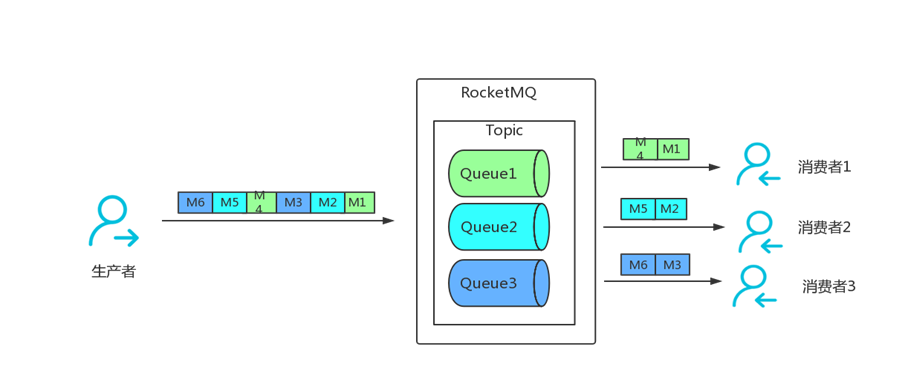 RocketMQ
Topic
Queue1
Queue2
Queue3
M6 M5 M4 M3 M2 M1
生产者
M4 M1
消费者1
M5 M2
消费者2
M6 M3
消费者3